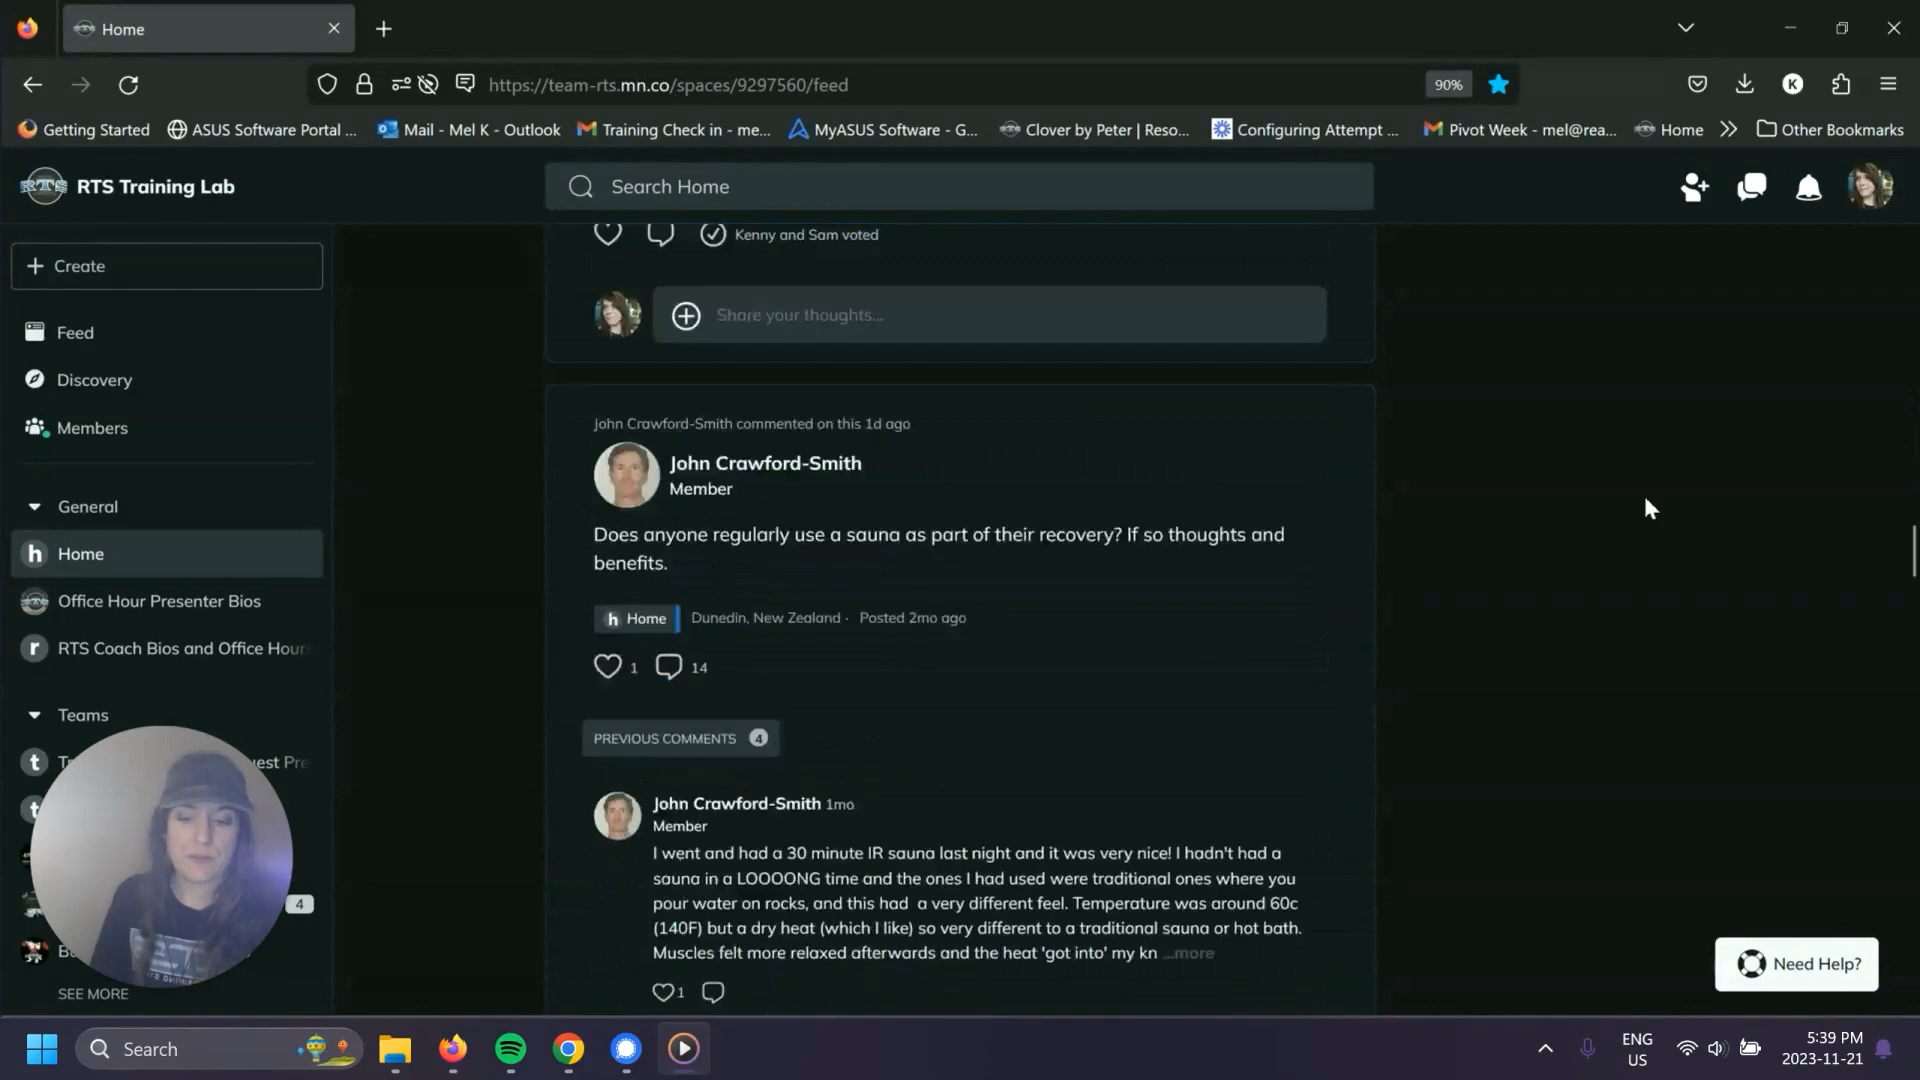 Home
https://team-rts.mn.co/spaces/9297560/feed
90%
K
Getting Started
ASUS Software Portal ...
Mail - Mel K - Outlook
Training Check in - me...
MyASUS Software - G...
Clover by Peter | Reso...
Configuring Attempt ...
Pivot Week - mel@rea...
Home
Other Bookmarks
RTS
RTS Training Lab
Search Home
Create
Feed
Discovery
Members
General
h Home
Office Hour Presenter Bios
r RTS Coach Bios and Office Hour
Teams
t
t
4
SEE MORE
Kenny and Sam voted
Share your thoughts...
John Crawford-Smith commented on this 1d ago
John Crawford-Smith
Member
Does anyone regularly use a sauna as part of their recovery? If so thoughts and
benefits.
h Home Dunedin, New Zealand · Posted 2mo ago
1 14
PREVIOUS COMMENTS 4
John Crawford-Smith 1mo
Member
I went and had a 30 minute IR sauna last night and it was very nice! I hadn't had a
sauna in a LOOOONG time and the ones I had used were traditional ones where you
pour water on rocks, and this had a very different feel. Temperature was around 60c
(140F) but a dry heat (which I like) so very different to a traditional sauna or hot bath.
Muscles felt more relaxed afterwards and the heat 'got into' my kn ...more
1
Need Help?
Search
ENG
US
5:39 PM
2023-11-21